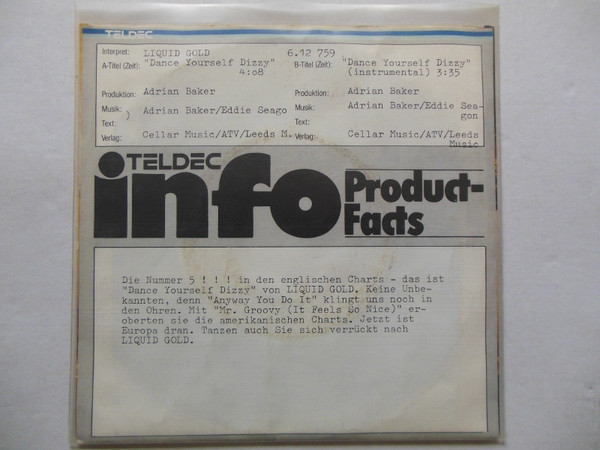 TELDEC
Interpret: LIQUID GOLD 6.12 759
A-Titel (Zeit): "Dance Yourself Dizzy" B-Titel (Zeit): "Dance Yourself Dizzy"
4:08 (instrumental) 3:35
Produktion: Adrian Baker Produktion: Adrian Baker
Musik: ) Adrian Baker/Eddie Seago Musik: Adrian Baker/Eddie Sea-
Text: Text: gon
Verlag: Cellar Music/ATV/Leeds M. Verlag: Cellar Music/ATV/Leeds
Music
TELDEC
info Product-
Facts
Die Nummer 5 ! ! ! in den englischen Charts - das ist
"Dance Yourself Dizzy" von LIQUID GOLD. Keine Unbe-
kannten, denn "Anyway You Do It" klingt uns noch in
den Ohren. Mit "Mr. Groovy (It Feels So Nice)" er-
oberten sie die amerikanischen Charts. Jetzt ist
Europa dran. Tanzen auch Sie sich verrückt nach
LIQUID GOLD.